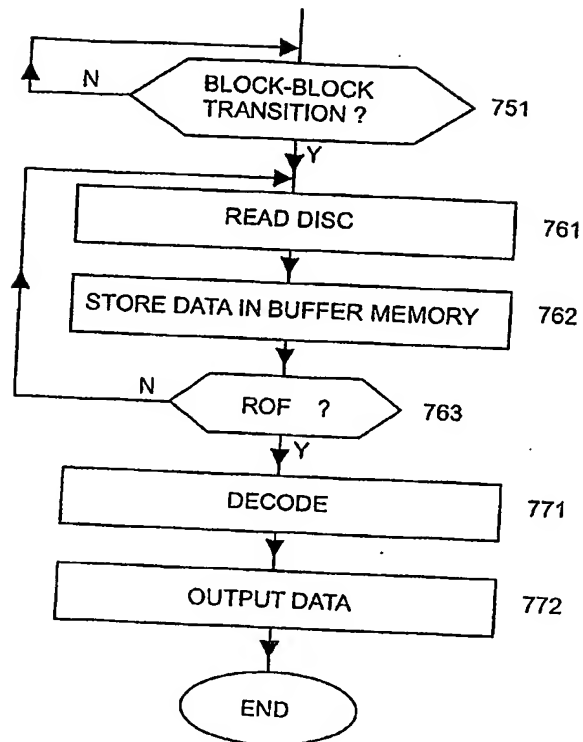 N
BLOCK-BLOCK
TRANSITION ?
751
Y
READ DISC
761
STORE DATA IN BUFFER MEMORY
762
N
ROF ?
763
Y
DECODE
771
OUTPUT DATA
772
END